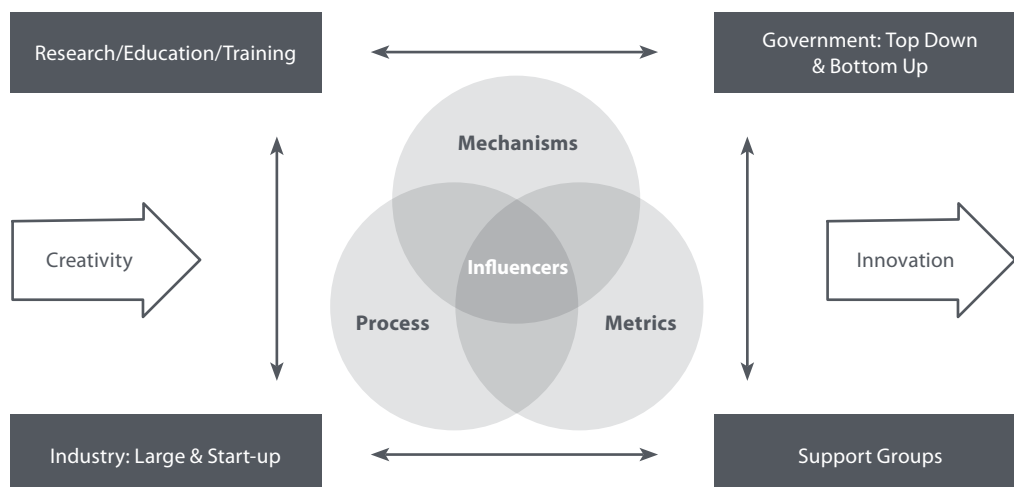 Research/Education/Training
Government: Top Down
& Bottom Up
Mechanisms
Creativity
Influencers
Innovation
Process
Metrics
Industry: Large & Start-up
Support Groups